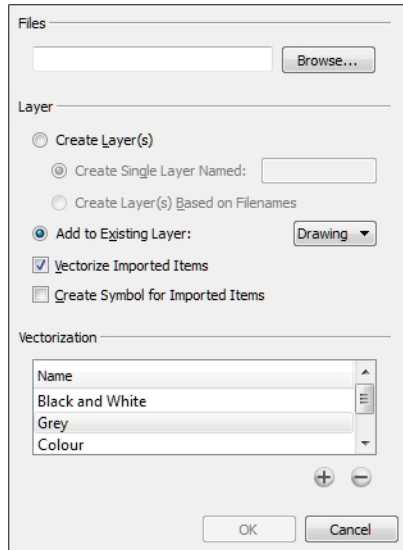 Files
Browse...
Layer
Create Layer(s)
Create Single Layer Named:
Create Layer(s) Based on Filenames
Add to Existing Layer: Drawing
Vectorize Imported Items
Create Symbol for Imported Items
Vectorization
Name
Black and White
Grey
Colour
OK Cancel